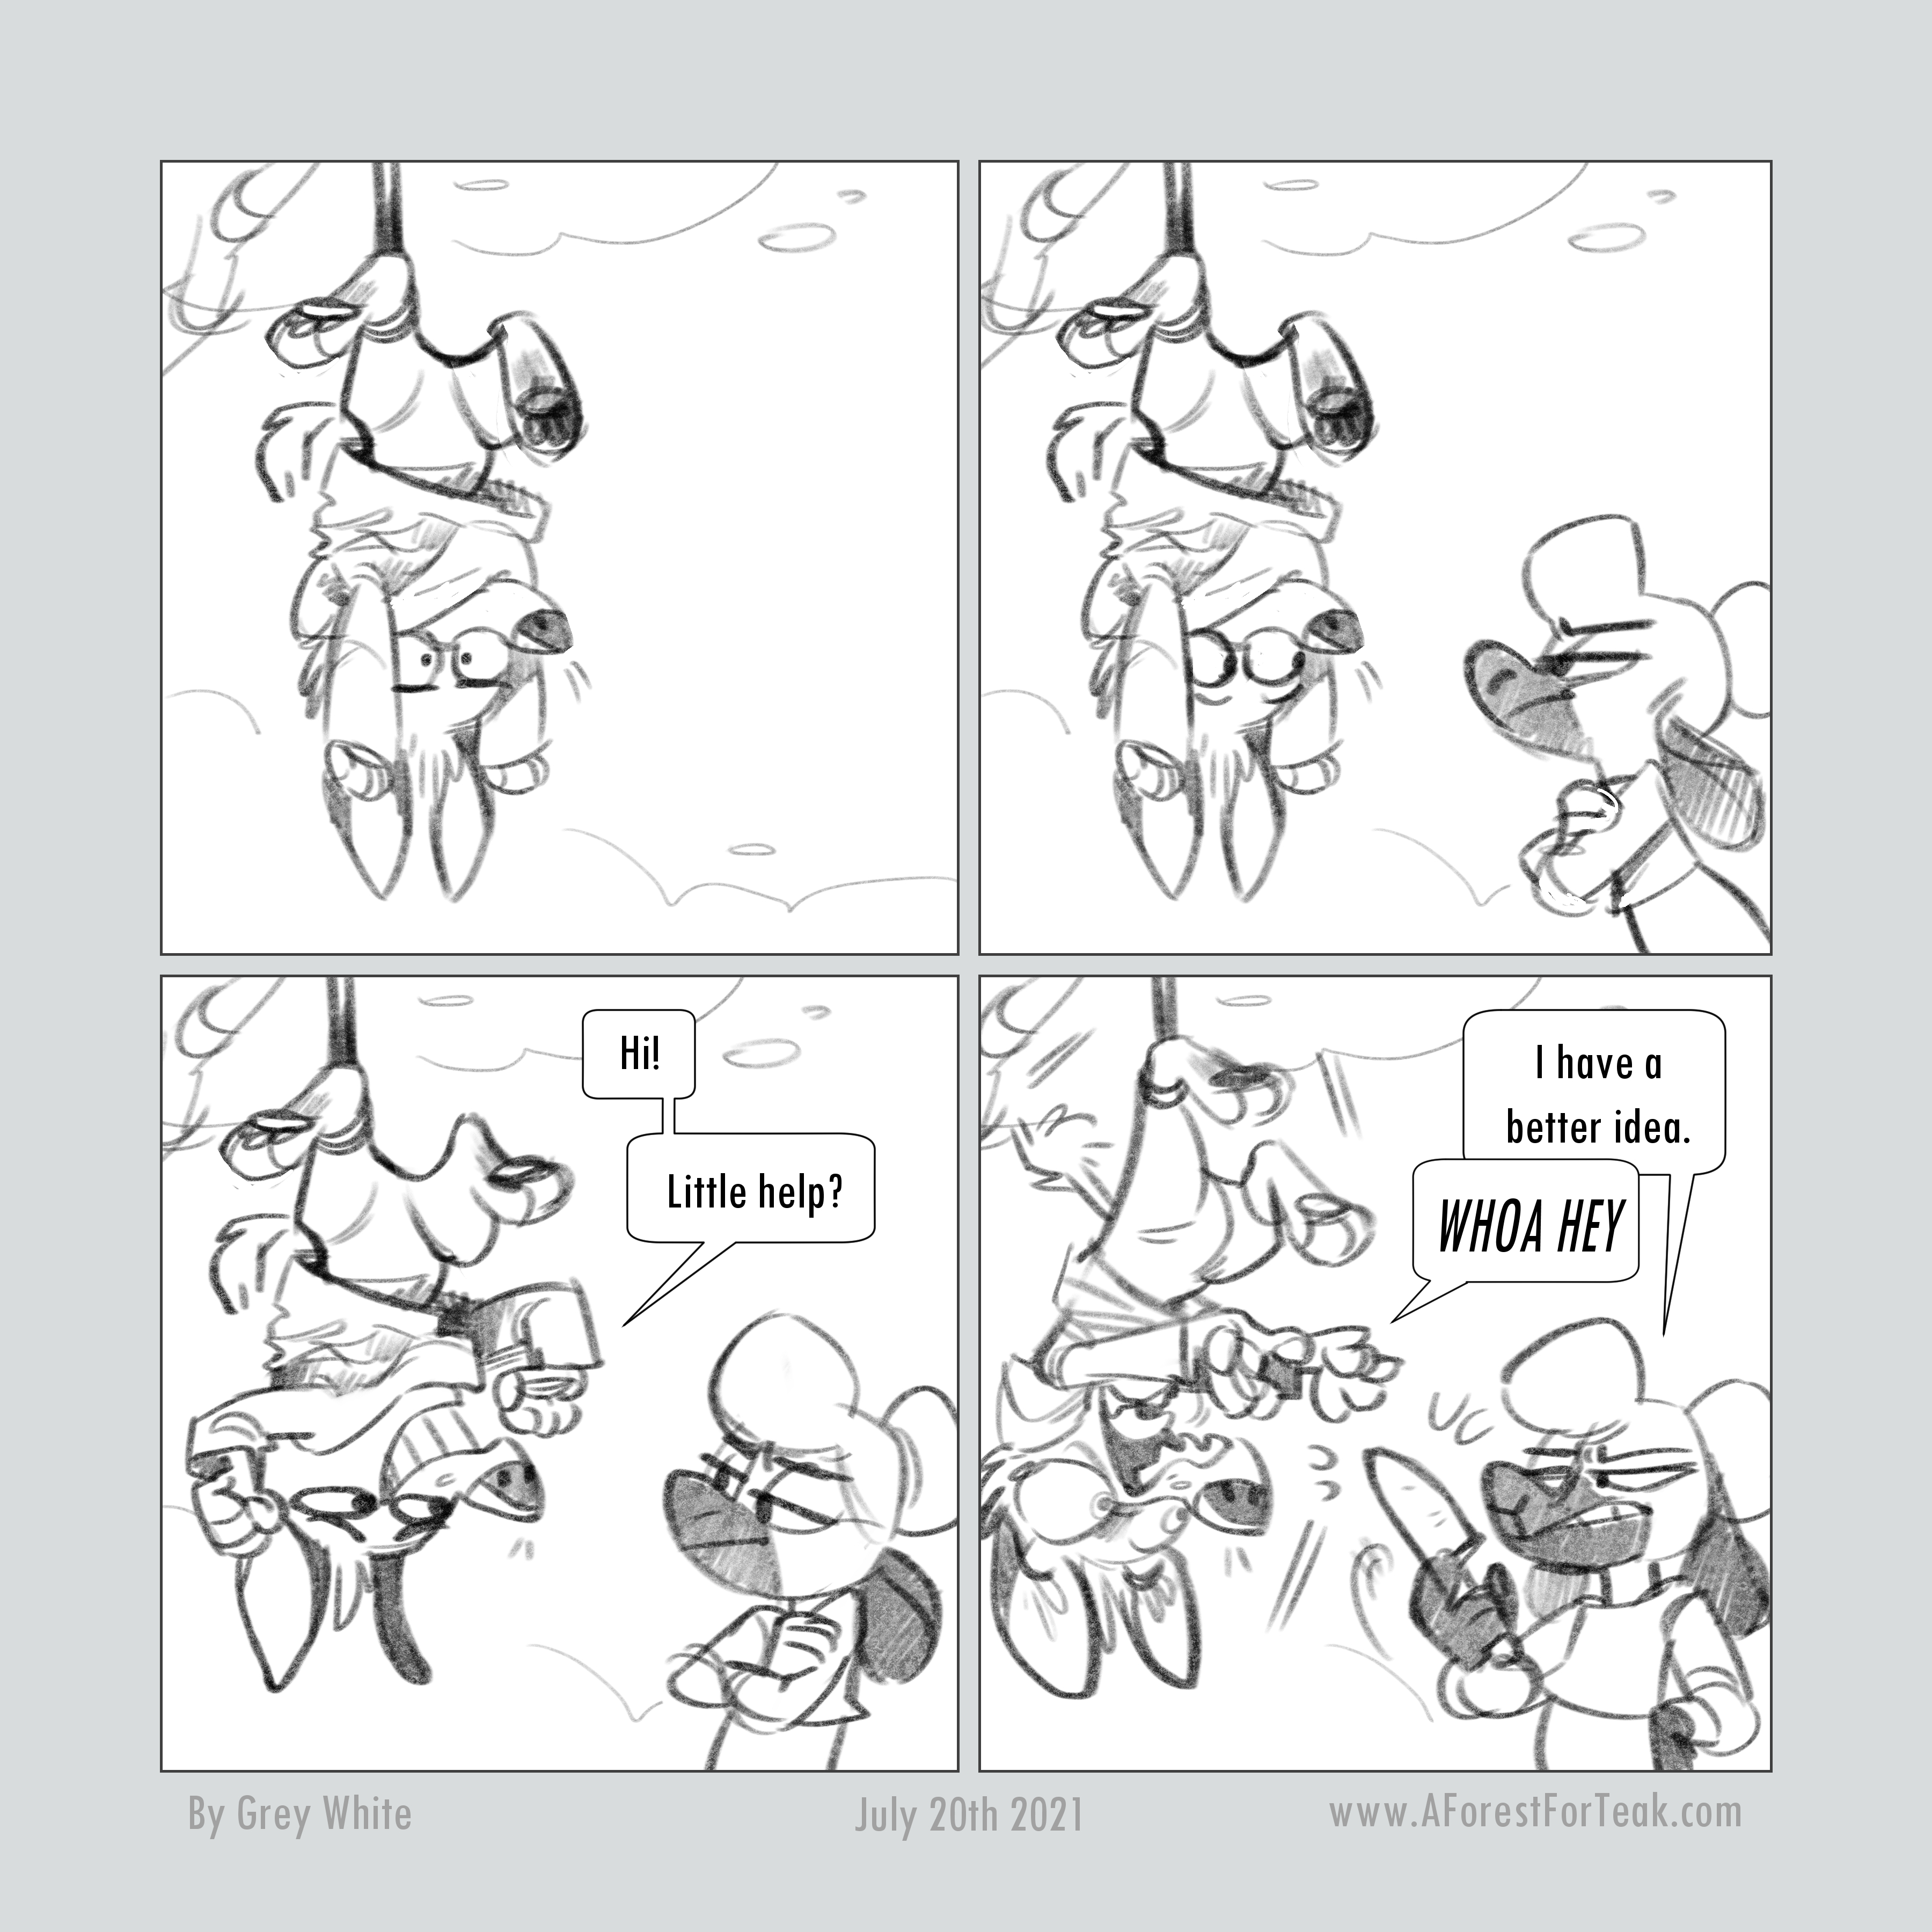 Hi!
Little help?
I have a
better idea.
WHOA HEY
By Grey White
July 20th 2021
www.AForestForTeak.com